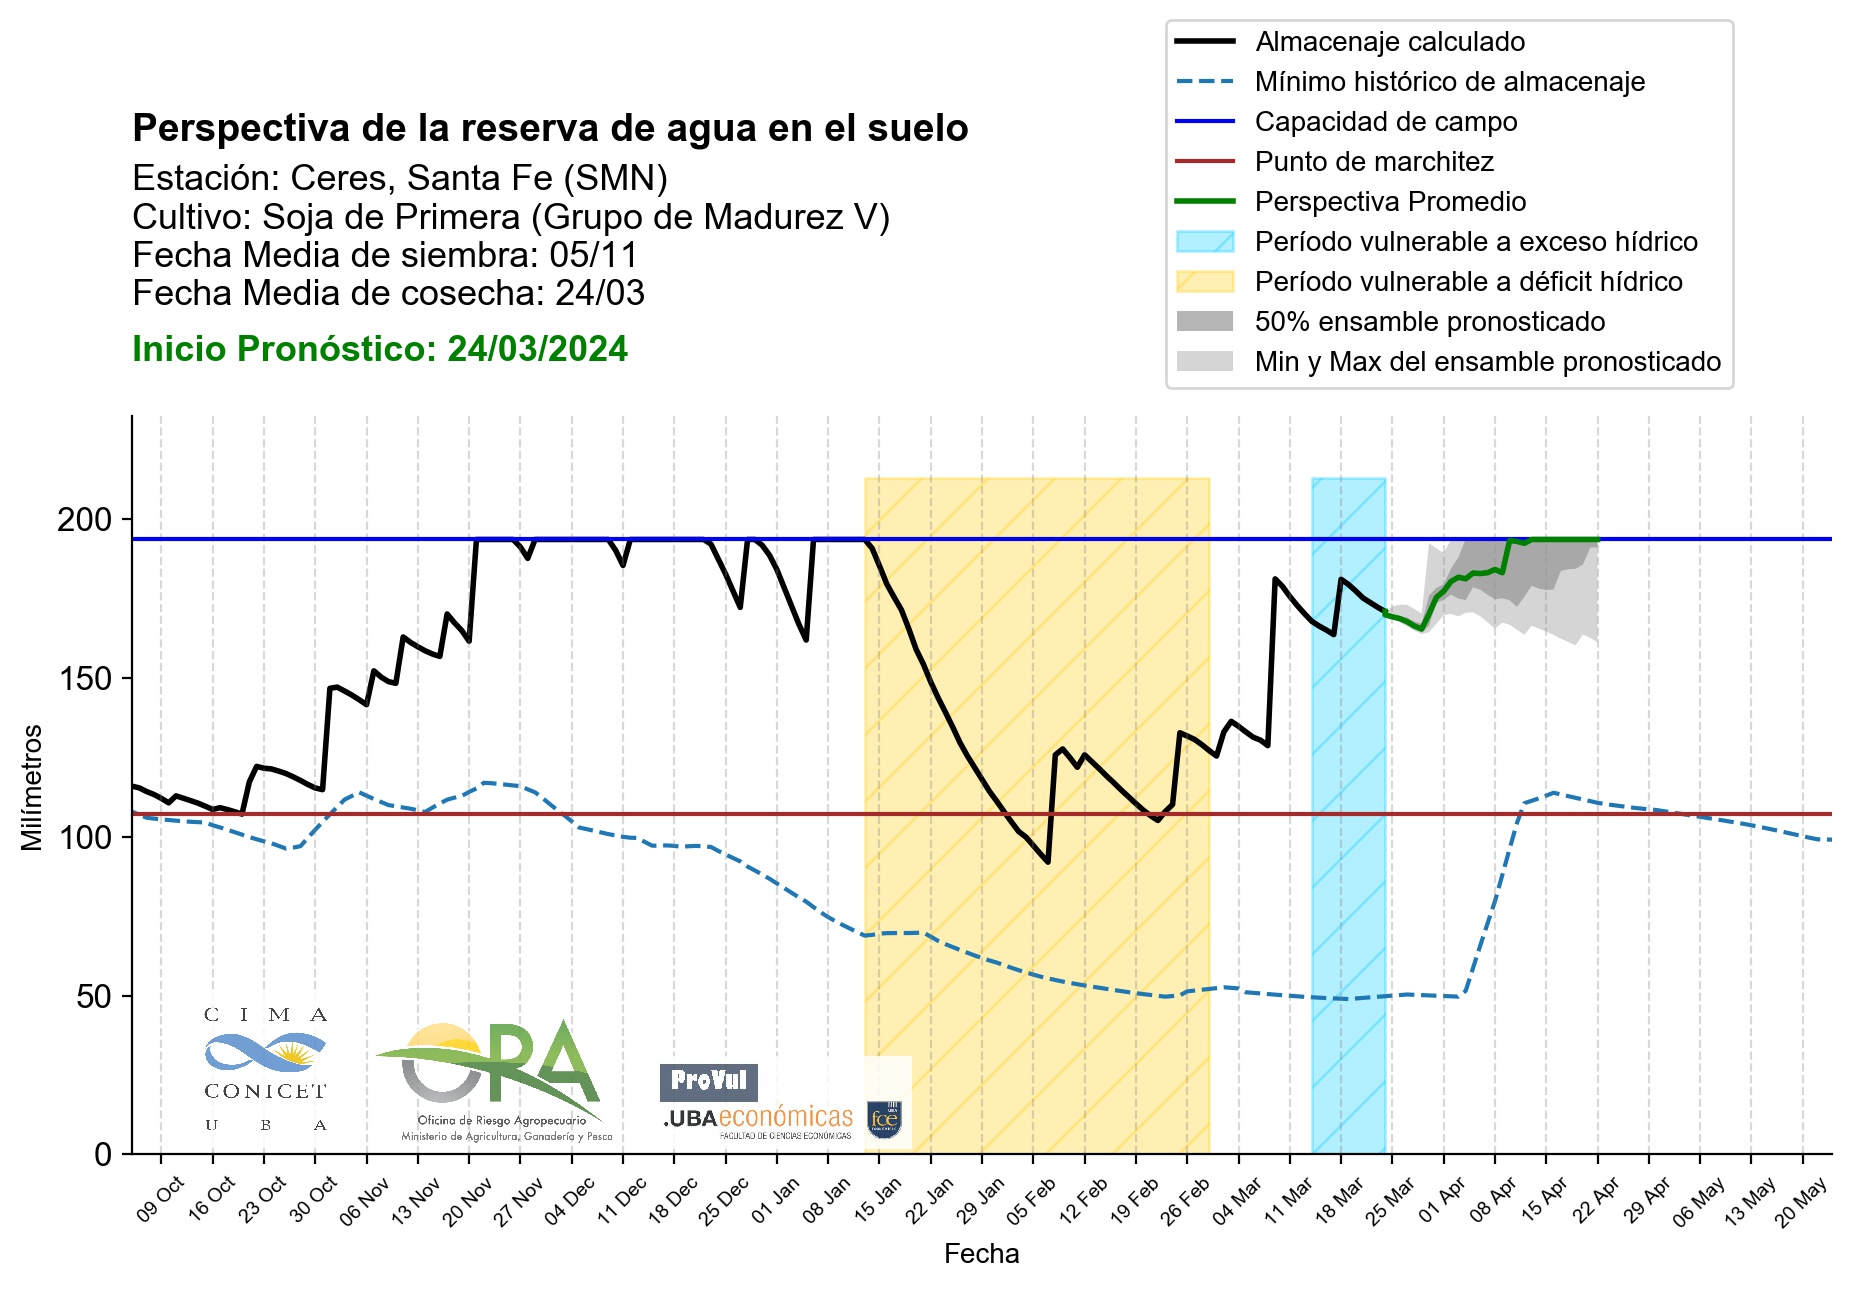 Almacenaje calculado
Mínimo histórico de almacenaje
Capacidad de campo
Punto de marchitez
Perspectiva Promedio
Período vulnerable a exceso hídrico
Período vulnerable a déficit hídrico
50% ensamble pronosticado
Min y Max del ensamble pronosticado
Perspectiva de la reserva de agua en el suelo
Estación: Ceres, Santa Fe (SMN)
Cultivo: Soja de Primera (Grupo de Madurez V)
Fecha Media de siembra: 05/11
Fecha Media de cosecha: 24/03
Inicio Pronóstico: 24/03/2024
Milímetros
200
150
100
50
0
CIMA
CONICET
UBA
OPA
Oficina de Riesgo Agropecuario
Ministerio de Agricultura, Ganadería y Pesca
ProVul
.UBAeconómicas
FACULTAD DE CIENCIAS ECONÓMICAS
fce
09 Oct
16 Oct
23 Oct
30 Oct
06 Nov
13 Nov
20 Nov
27 Nov
04 Dec
11 Dec
18 Dec
25 Dec
01 Jan
08 Jan
15 Jan
22 Jan
29 Jan
05 Feb
12 Feb
19 Feb
26 Feb
04 Mar
11 Mar
18 Mar
25 Mar
01 Apr
08 Apr
15 Apr
22 Apr
29 Apr
06 May
13 May
20 May
Fecha